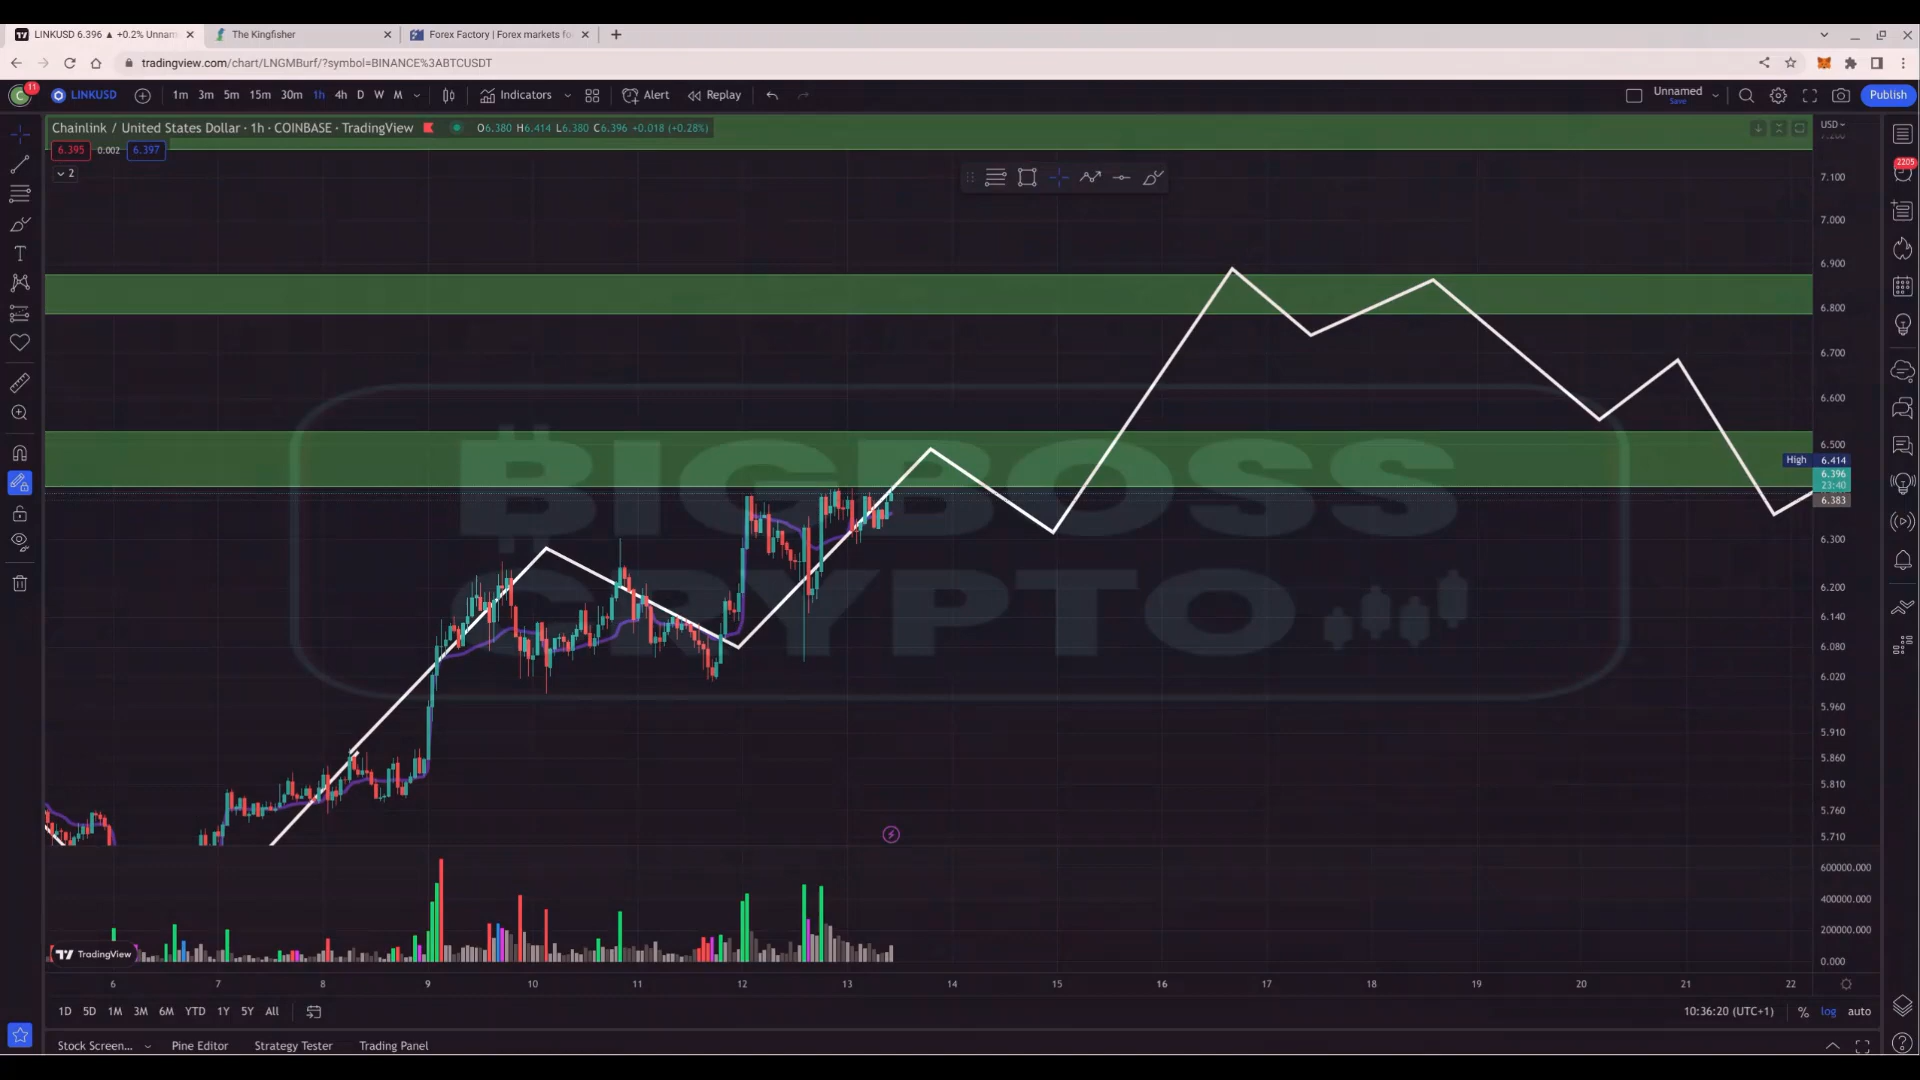 LINKUSD 6.396 ▲ +0.2% Unnam
The Kingfisher
Forex Factory | Forex markets fo
tradingview.com/chart/LNGMBurf/?symbol=BINANCE%3ABTCUSDT
C 11 LINKUSD 1m 3m 5m 15m 30m 1h 4h D W M Indicators Alert Replay Unnamed Publish
Save
Chainlink / United States Dollar · 1h · COINBASE · TradingView O6.380 H6.414 L6.380 C6.396 +0.018 (+0.28%) USD
6.395 0.002 6.397
2
2205
7.100
7.000
6.900
6.800
6.700
6.600
6.500
High 6.414
6.396
23:40
6.383
6.300
6.200
6.140
6.080
6.020
5.960
5.910
5.860
5.810
5.760
5.710
BIGBOSS
CRYPTO
600000.000
400000.000
200000.000
0.000
TradingView
6 7 8 9 10 11 12 13 14 15 16 17 18 19 20 21 22
1D 5D 1M 3M 6M YTD 1Y 5Y All 10:36:20 (UTC+1) % log auto
Stock Screen... Pine Editor Strategy Tester Trading Panel